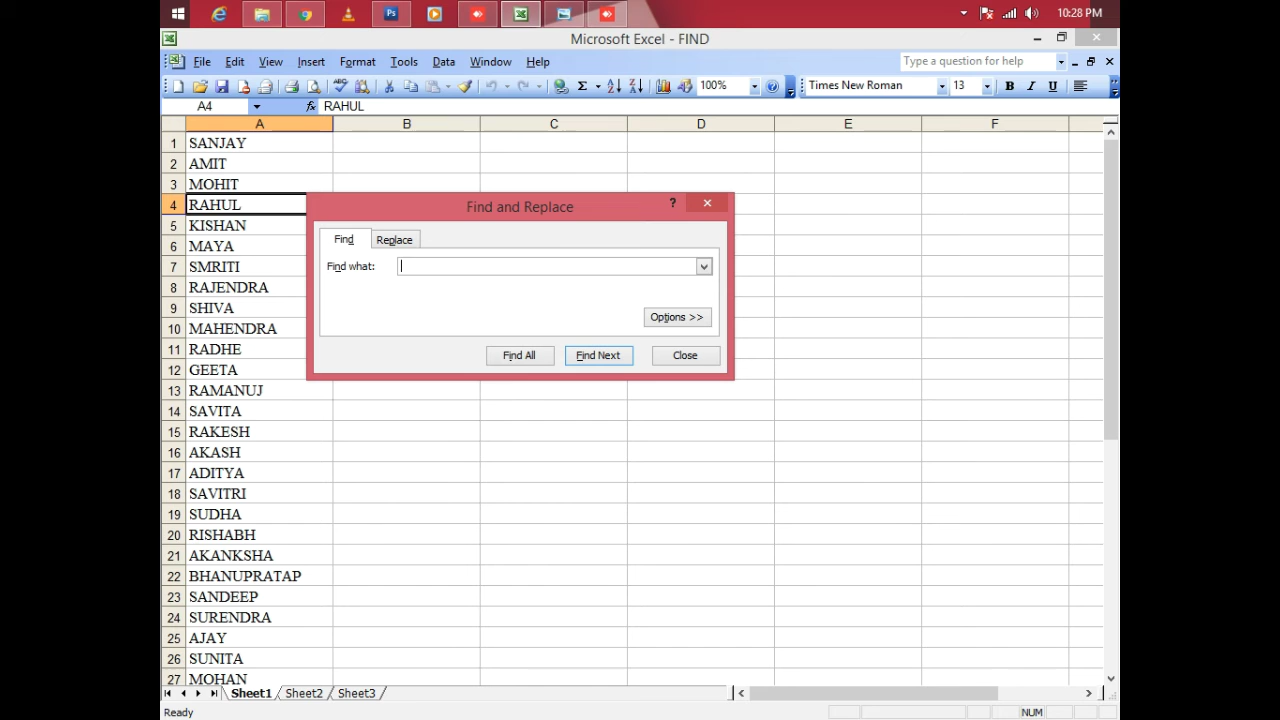 10:28 PM
Microsoft Excel - FIND
File Edit View Insert Format Tools Data Window Help
Type a question for help
100%
Times New Roman
13
B I U
A4
fx RAHUL
A B C D E F
1 SANJAY
2 AMIT
3 MOHIT
4 RAHUL
5 KISHAN
6 MAYA
7 SMRITI
8 RAJENDRA
9 SHIVA
10 MAHENDRA
11 RADHE
12 GEETA
13 RAMANUJ
14 SAVITA
15 RAKESH
16 AKASH
17 ADITYA
18 SAVITRI
19 SUDHA
20 RISHABH
21 AKANKSHA
22 BHANUPRATAP
23 SANDEEP
24 SURENDRA
25 AJAY
26 SUNITA
27 MOHAN
Find and Replace
?
Find Replace
Find what:
Options >>
Find All Find Next Close
Sheet1 Sheet2 Sheet3
Ready
NUM